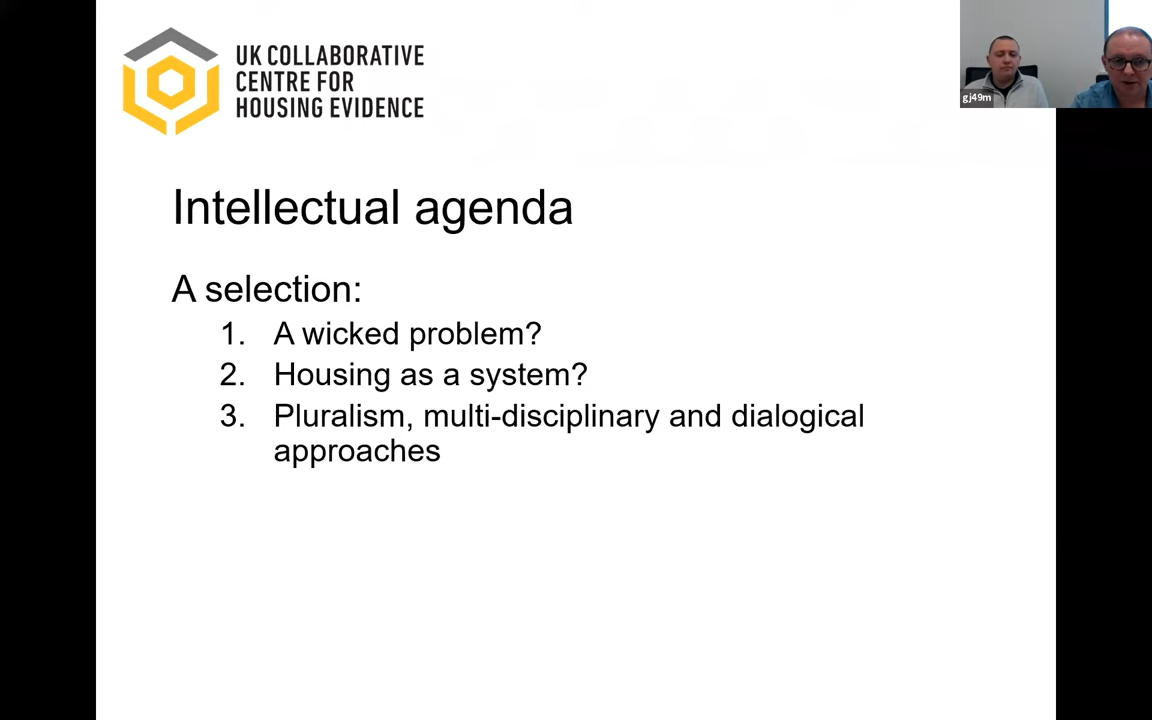 UK COLLABORATIVE
CENTRE FOR
HOUSING EVIDENCE
gj49m
Intellectual agenda
A selection:
1. A wicked problem?
2. Housing as a system?
3. Pluralism, multi-disciplinary and dialogical
approaches